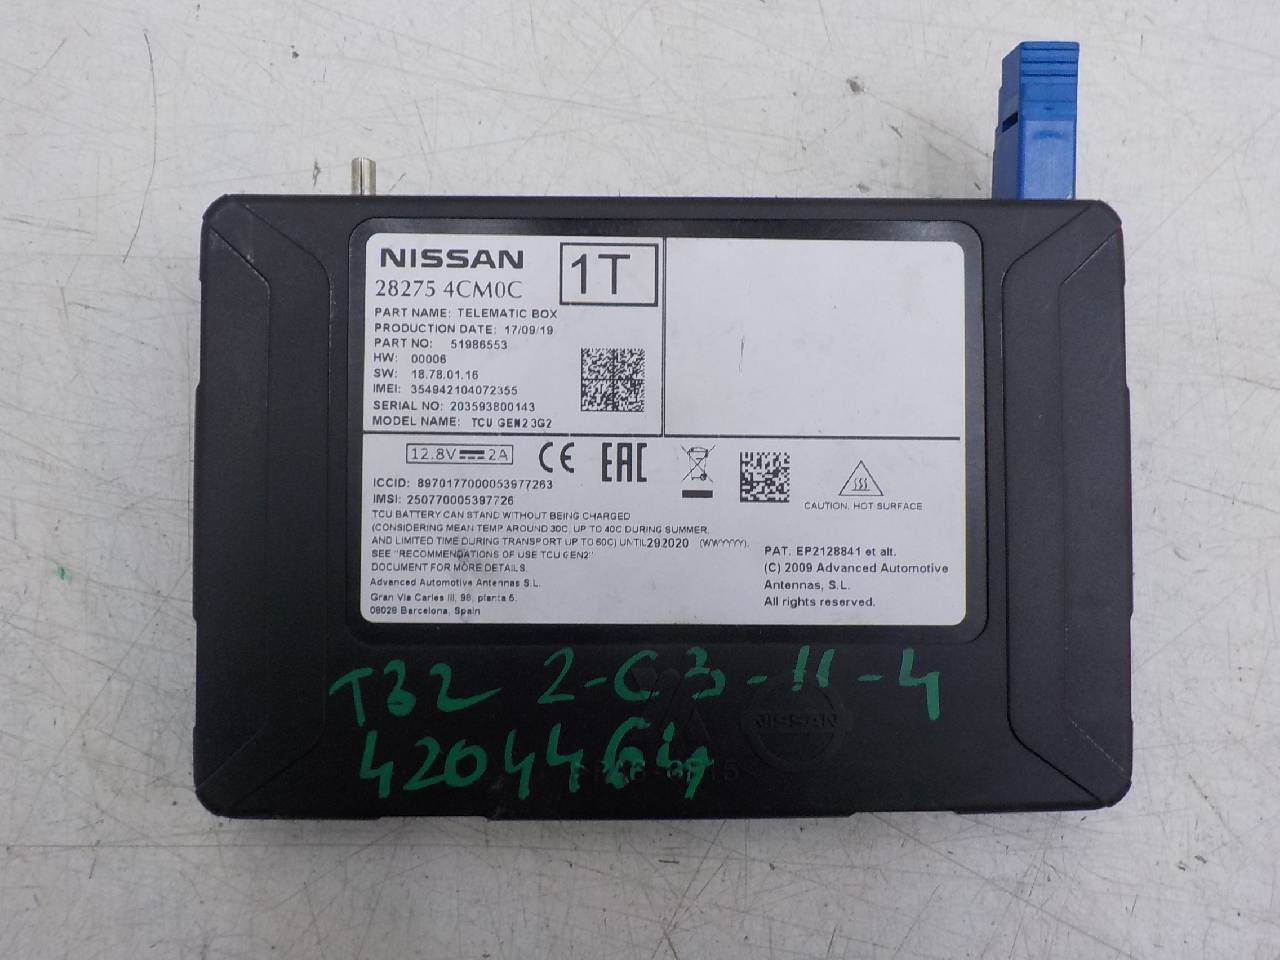 NISSAN
1T
28275 4CM0C
PART NAME: TELEMATIC BOX
PRODUCTION DATE: 17/09/19
PART NO: 51986553
HW: 00006
SW: 18.78.01.16
IMEI: 354942104072355
SERIAL NO: 203593800143
MODEL NAME: TCU GEN2 3G2
12.8V 2A
CE EAC
CAUTION, HOT SURFACE
ICCID: 8970177000053977263
IMSI: 250770005397726
TCU BATTERY CAN STAND WITHOUT BEING CHARGED
(CONSIDERING MEAN TEMP AROUND 30C, UP TO 40C DURING SUMMER,
AND LIMITED TIME DURING TRANSPORT UP TO 60C) UNTIL 292020 (WWYYYY).
SEE "RECOMMENDATIONS OF USE TCU GEN2"
DOCUMENT FOR MORE DETAILS.
Advanced Automotive Antennas S.L.
Gran Via Carles III, 98, planta 5.
08028 Barcelona, Spain
PAT. EP2128841 et alt.
(C) 2009 Advanced Automotive
Antennas, S.L.
All rights reserved.
T32 2-C3-11-4
NISSAN
4204464